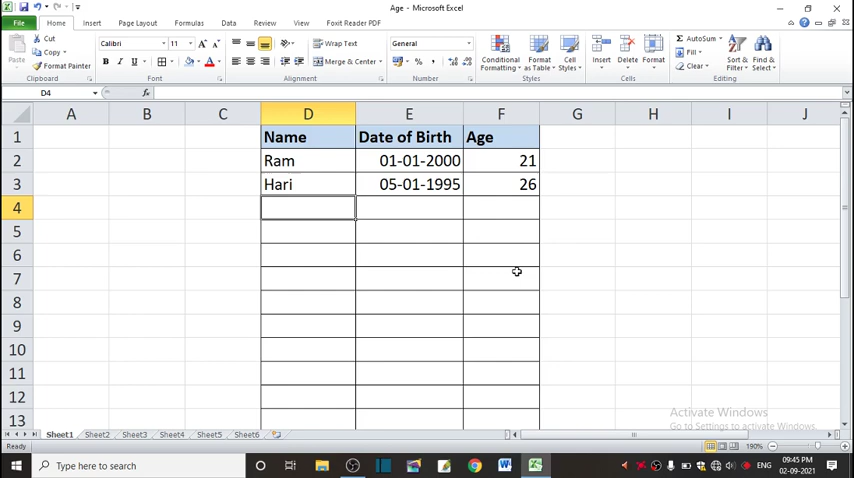 Age - Microsoft Excel
File Home Insert Page Layout Formulas Data Review View Foxit Reader PDF
Paste Cut Copy Format Painter Clipboard
Calibri 11 A A B I U A Font
Wrap Text Merge & Center Alignment
General % , Number
Conditional Formatting Format as Table Cell Styles Styles
Insert Delete Format Cells
Σ AutoSum Fill Clear Sort & Filter Find & Select Editing
D4 fx
A B C D E F G H I J
1 Name Date of Birth Age
2 Ram 01-01-2000 21
3 Hari 05-01-1995 26
4
5
6
7
8
9
10
11
12
13
Activate Windows
Go to Settings to activate Windows.
Sheet1 Sheet2 Sheet3 Sheet4 Sheet5 Sheet6
Ready 190%
Type here to search
ENG 09:45 PM
02-09-2021